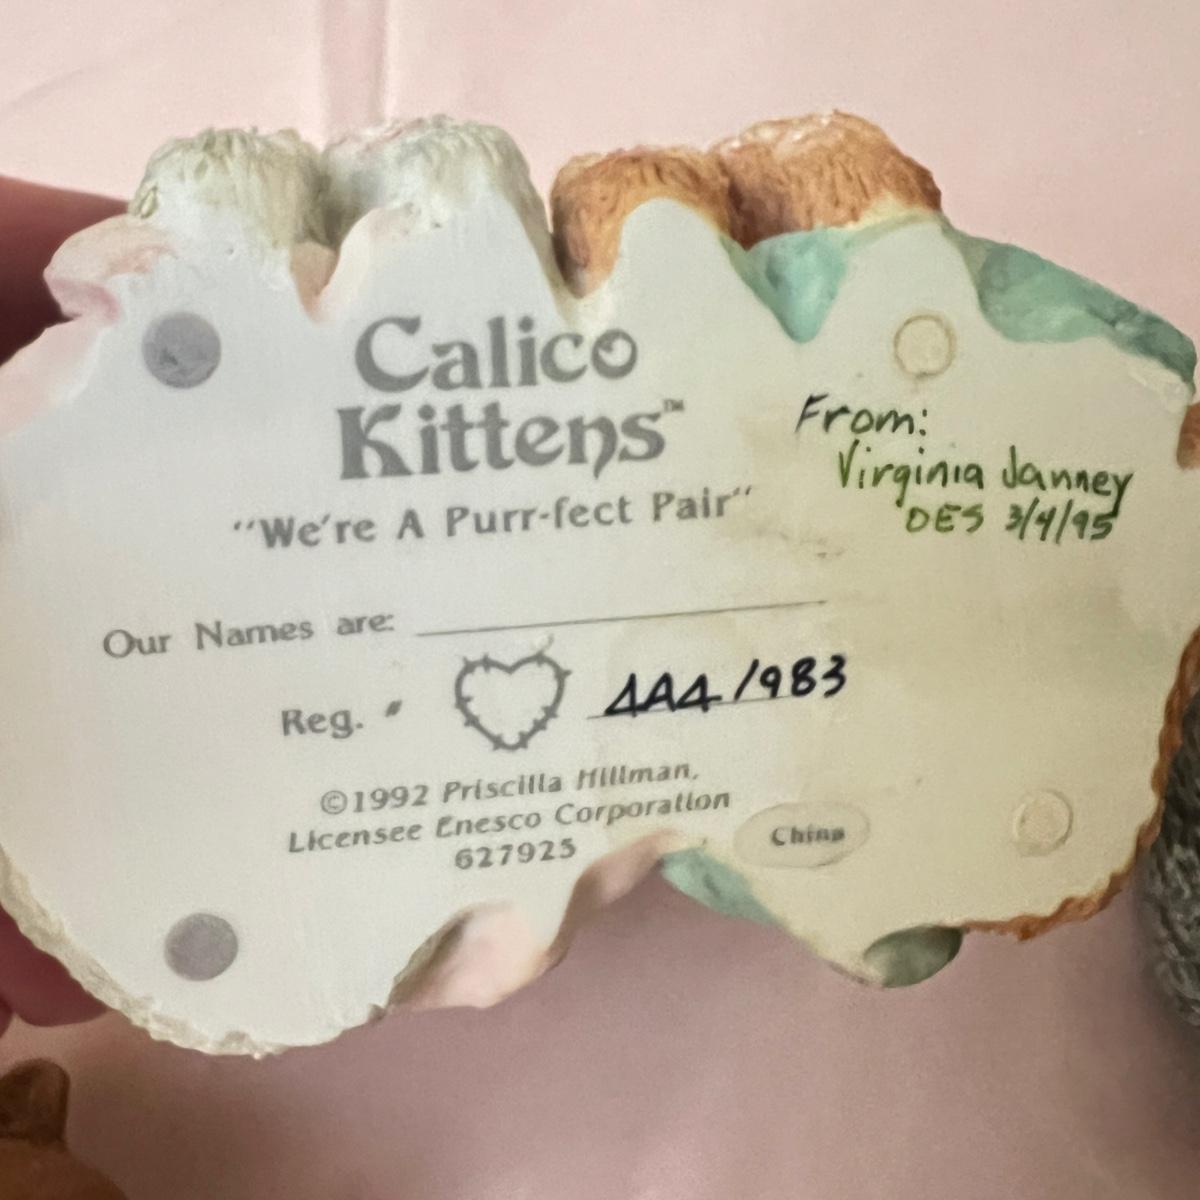 Calico
Kittens™
"We're A Purr-fect Pair"
From:
Virginia Janney
DES 3/4/95
Our Names are:
Reg. # 4A4/983
©1992 Priscilla Hillman,
Licensee Enesco Corporation
627925
China